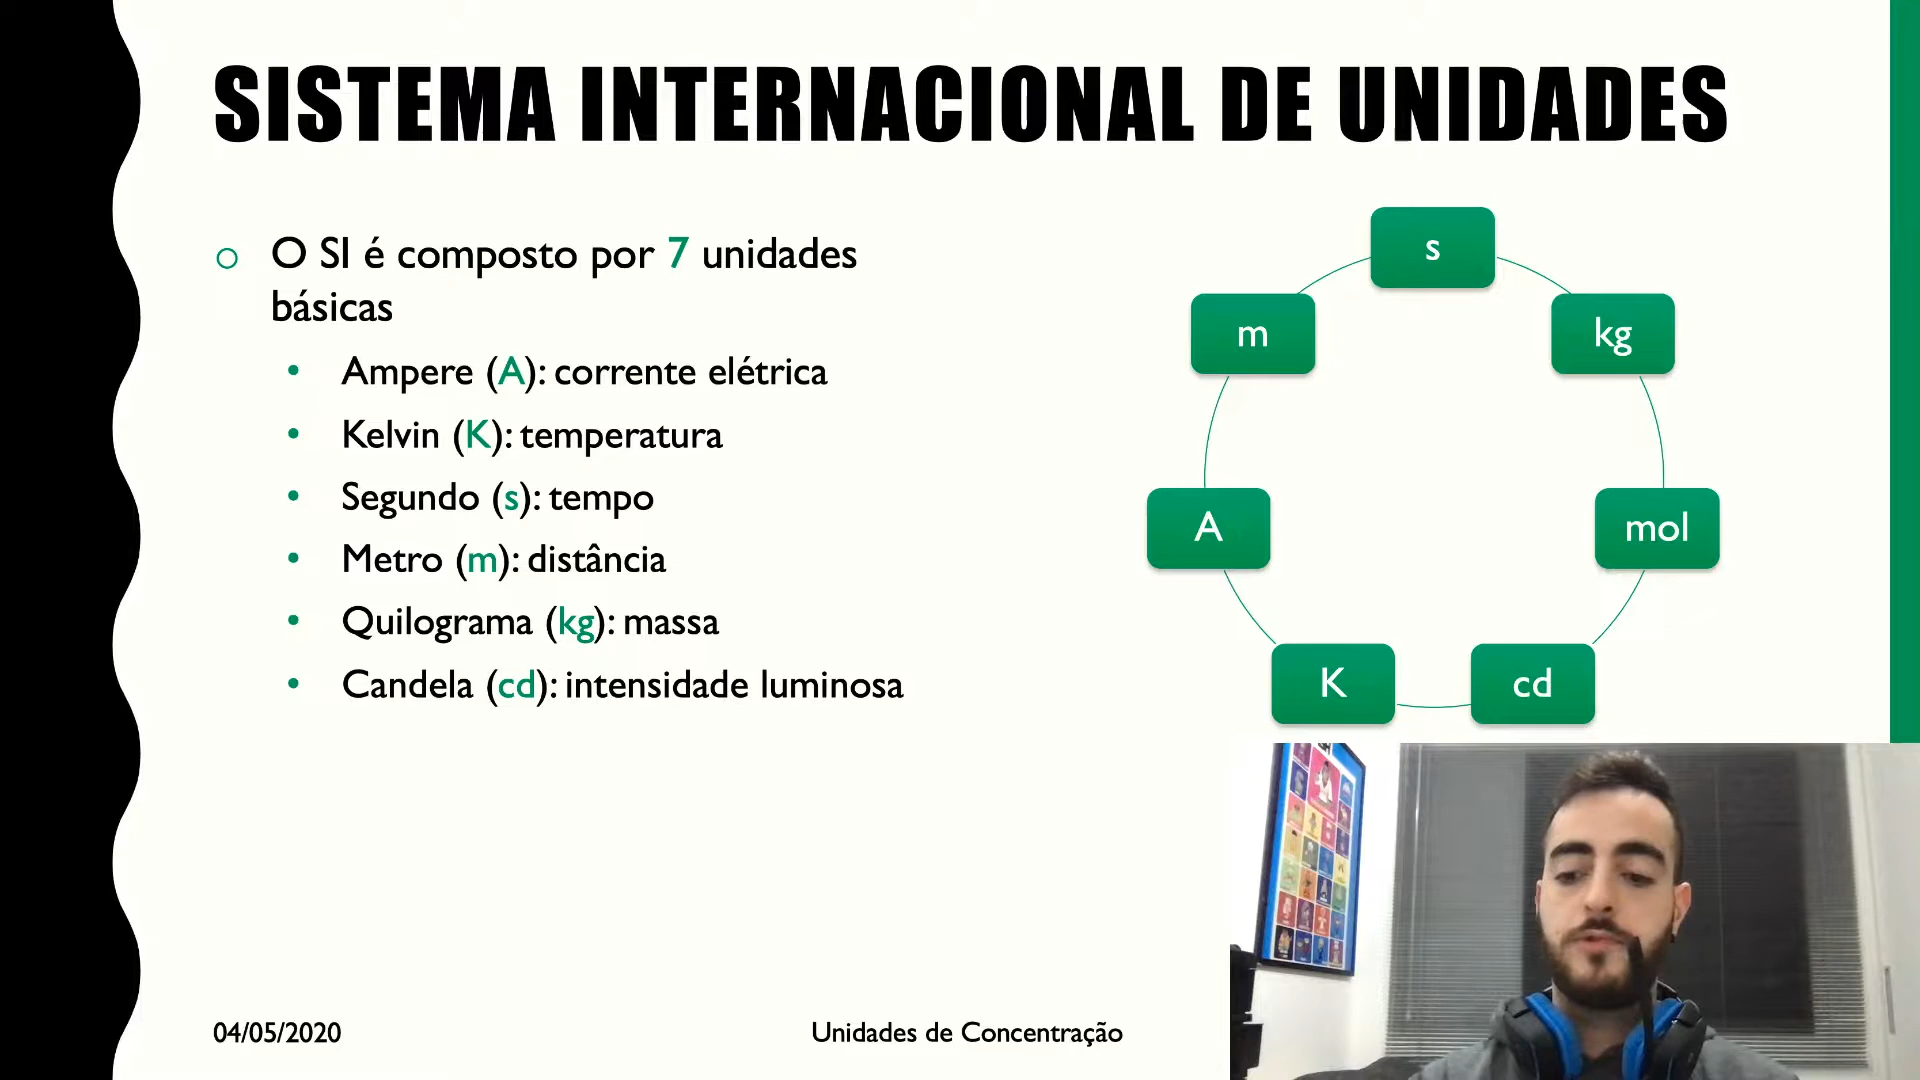 SISTEMA INTERNACIONAL DE UNIDADES
O SI é composto por 7 unidades
básicas
Ampere (A): corrente elétrica
Kelvin (K): temperatura
Segundo (s): tempo
Metro (m): distância
Quilograma (kg): massa
Candela (cd): intensidade luminosa
s
m
kg
A
mol
K
cd
04/05/2020
Unidades de Concentração